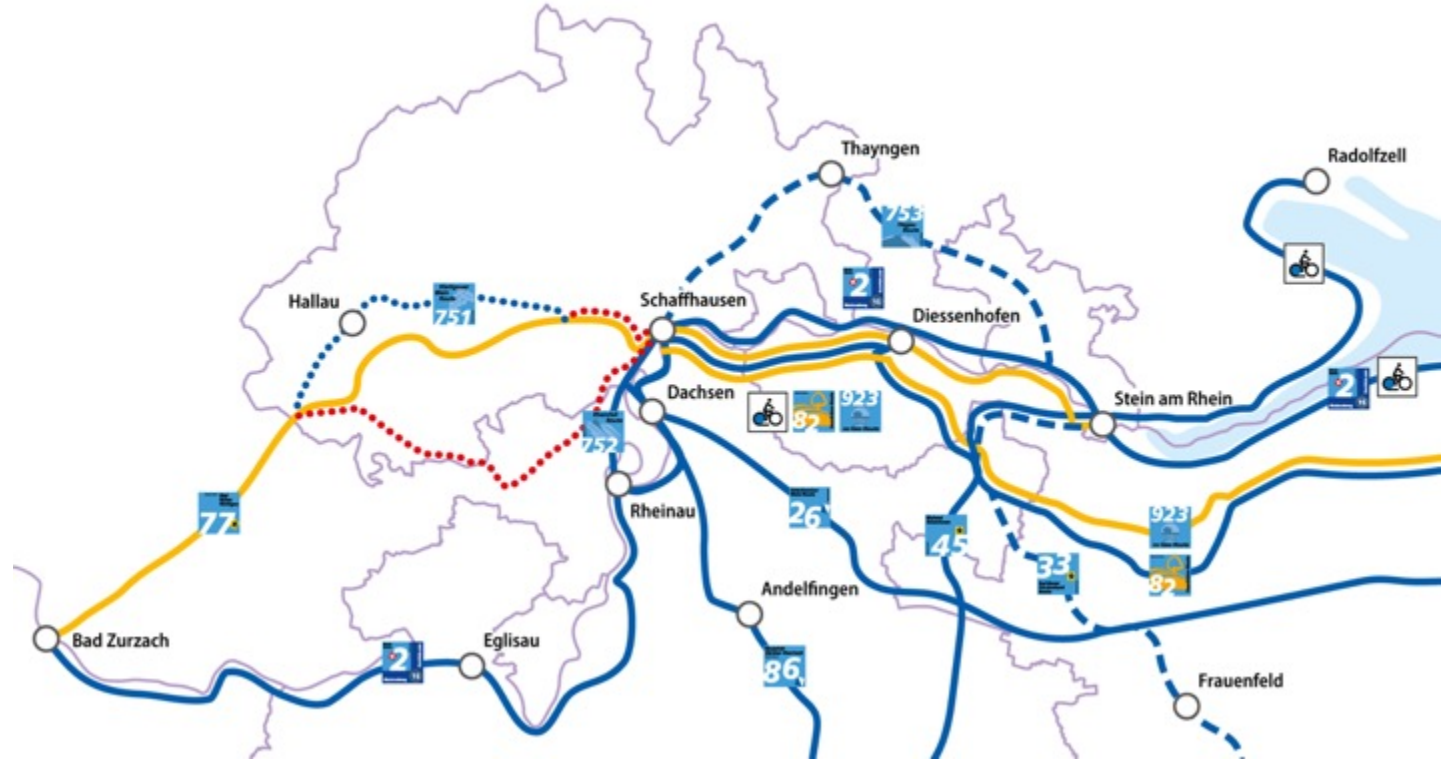 Thayngen
Radolfzell
753
2
Hallau
751
Schaffhausen
Diessenhofen
Dachsen
923
82
2
Stein am Rhein
752
77
Rheinau
26
45
923
33
82
Andelfingen
Bad Zurzach
2
Eglisau
86
Frauenfeld